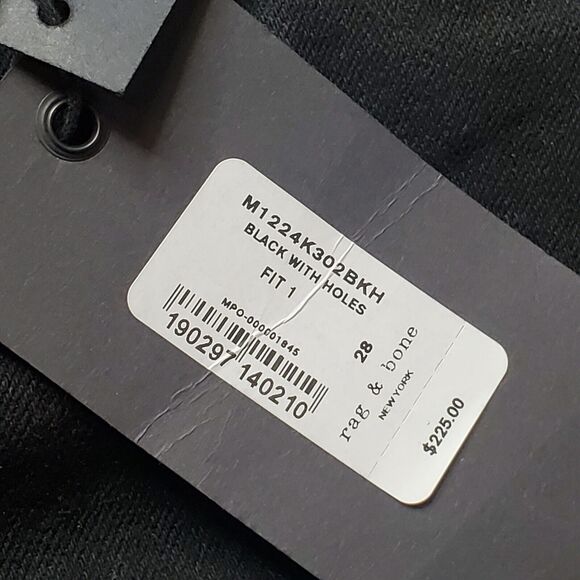 M1224K302BKH
BLACK WITH HOLES
FIT 1
28
MPO-000001845
190297 140210
rag & bone
NEW YORK
$225.00